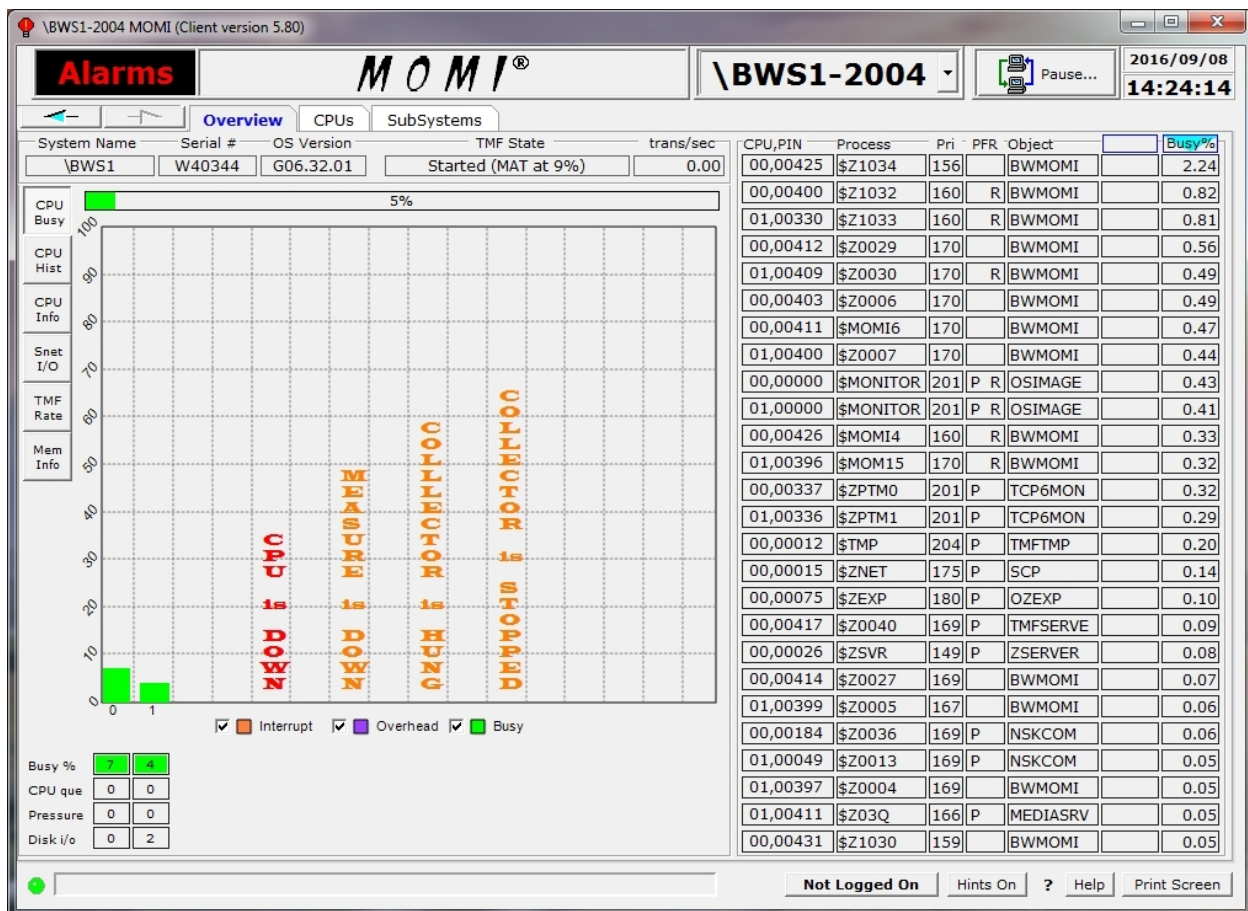 \BWS1-2004 MOMI (Client version 5.80)
Alarms
MOMI®
\BWS1-2004
Pause...
2016/09/08
14:24:14
Overview CPUs SubSystems
System Name Serial # OS Version TMF State trans/sec
\BWS1 W40344 G06.32.01 Started (MAT at 9%) 0.00
CPU Busy
CPU Hist
CPU Info
Snet I/O
TMF Rate
Mem Info
5%
100
90
80
70
60
50
40
30
20
10
0
CPU is DOWN
MEASURE is DOWN
COLLLECTOR is HUNG
COLLECTOR is STOPPED
0 1
Interrupt Overhead Busy
Busy % 7 4
CPU que 0 0
Pressure 0 0
Disk i/o 0 2
CPU,PIN Process Pri PFR Object Busy%
00,00425 $Z1034 156 BWMOMI 2.24
00,00400 $Z1032 160 R BWMOMI 0.82
01,00330 $Z1033 160 R BWMOMI 0.81
00,00412 $Z0029 170 BWMOMI 0.56
01,00409 $Z0030 170 R BWMOMI 0.49
00,00403 $Z0006 170 BWMOMI 0.49
00,00411 $MOMI6 170 BWMOMI 0.47
01,00400 $Z0007 170 BWMOMI 0.44
00,00000 $MONITOR 201 P R OSIMAGE 0.43
01,00000 $MONITOR 201 P R OSIMAGE 0.41
00,00426 $MOMI4 160 R BWMOMI 0.33
01,00396 $MOM15 170 R BWMOMI 0.32
00,00337 $ZPTM0 201 P TCP6MON 0.32
01,00336 $ZPTM1 201 P TCP6MON 0.29
00,00012 $TMP 204 P TMFTMP 0.20
00,00015 $ZNET 175 P SCP 0.14
00,00075 $ZEXP 180 P OZEXP 0.10
00,00417 $Z0040 169 P TMFSERVE 0.09
00,00026 $ZSVR 149 P ZSERVER 0.08
00,00414 $Z0027 169 BWMOMI 0.07
01,00399 $Z0005 167 BWMOMI 0.06
00,00184 $Z0036 169 P NSKCOM 0.06
01,00049 $Z0013 169 P NSKCOM 0.05
01,00397 $Z0004 169 BWMOMI 0.05
01,00411 $Z03Q 166 P MEDIASRV 0.05
00,00431 $Z1030 159 BWMOMI 0.05
Not Logged On Hints On ? Help Print Screen